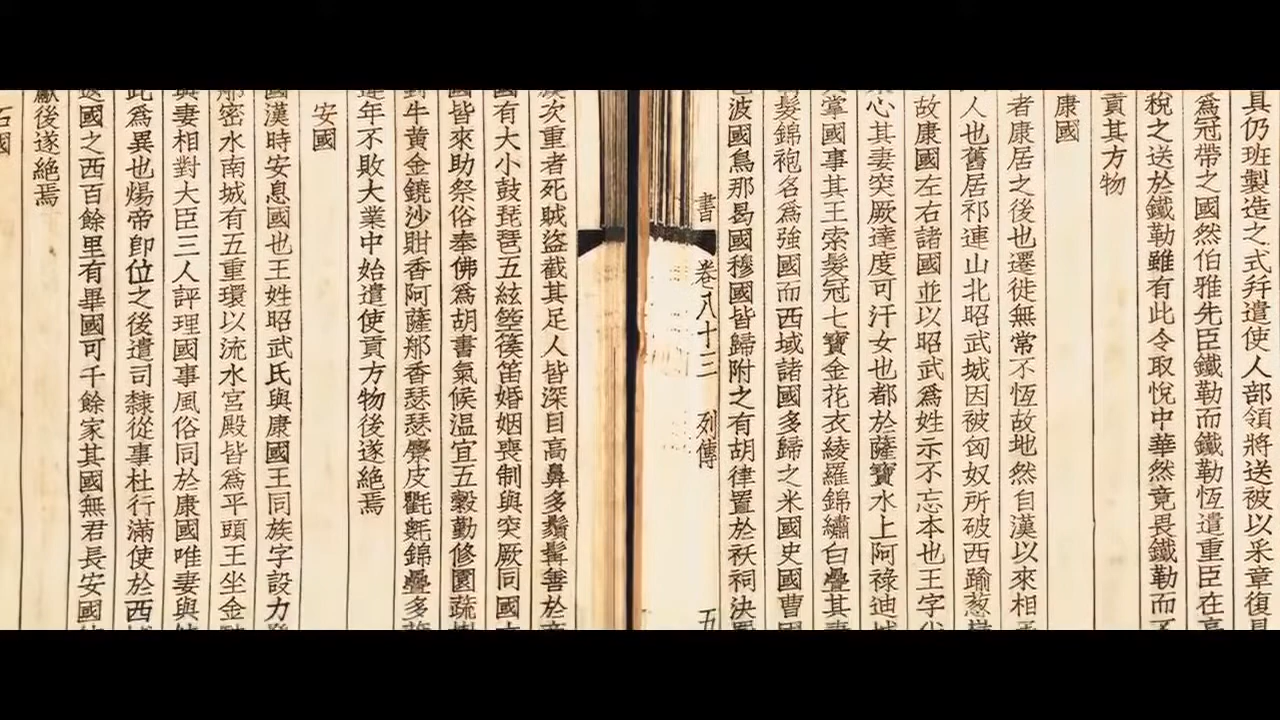 具仍班製造之式幷遣使人部領將送被以采章復見
爲冠帶之國然伯雅先臣鐵勒而鐵勒恆遣重臣在高
稅之送於鐵勒雖有此令取悅中華然竟畏鐵勒而不
貢其方物
康國
者康居之後也遷徙無常不恆故地然自漢以來相
人也舊居祁連山北昭武城因被匈奴所破西踰葱嶺
故康國左右諸國並以昭武爲姓示不忘本也王字代
心其妻突厥達度可汗女也都於薩寶水上阿祿迪城
掌國事其王索髮冠七寶金花衣綾羅錦繡白疊其妻
髮錦袍名爲強國而西域諸國多歸之米國史國曹國
波國烏那曷國穆國皆歸附之有胡律置於祆祠決罰
書 卷八十三 列傳 五
次重者死賊盜截其足人皆深目高鼻多鬚髯善於商
國有大小鼓琵琶五絃箜篌笛婚姻喪制與突厥同國
國皆來助祭俗奉佛爲胡書氣候温宜五穀勤修園蔬樹
牛黄金鐃沙䶀香阿薩那香瑟瑟麖皮氍毹錦疊多
年不敗大業中始遣使貢方物後遂絶焉
安國
國漢時安息國也王姓昭武氏與康國王同族字設力登
密水南城有五重環以流水宮殿皆爲平頭王坐金駝
與妻相對大臣三人評理國事風俗同於康國唯妻與
此爲異也煬帝卽位之後遣司隸從事杜行滿使於西
國之西百餘里有畢國可千餘家其國無君長安國
獻後遂絶焉
石國